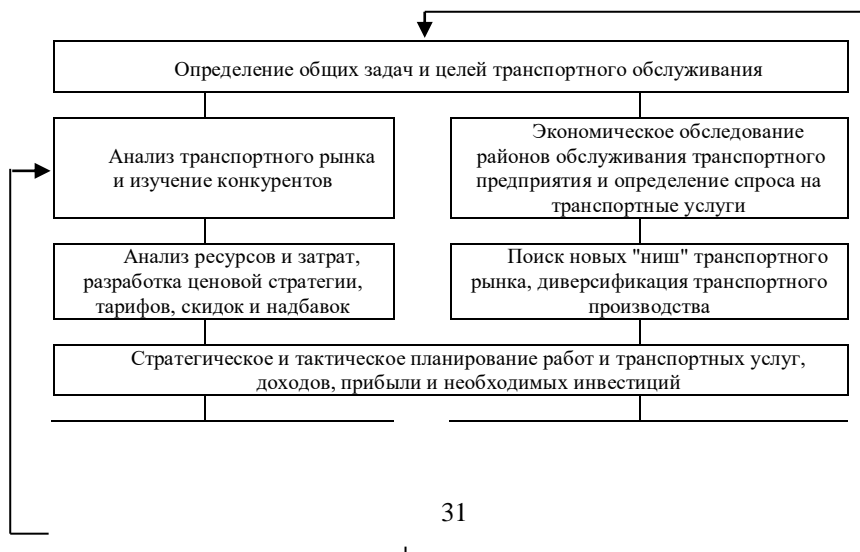 Определение общих задач и целей транспортного обслуживания
Анализ транспортного рынка
и изучение конкурентов
Экономическое обследование
районов обслуживания транспортного
предприятия и определение спроса на
транспортные услуги
Анализ ресурсов и затрат,
разработка ценовой стратегии,
тарифов, скидок и надбавок
Поиск новых "ниш" транспортного
рынка, диверсификация транспортного
производства
Стратегическое и тактическое планирование работ и транспортных услуг,
доходов, прибыли и необходимых инвестиций
31